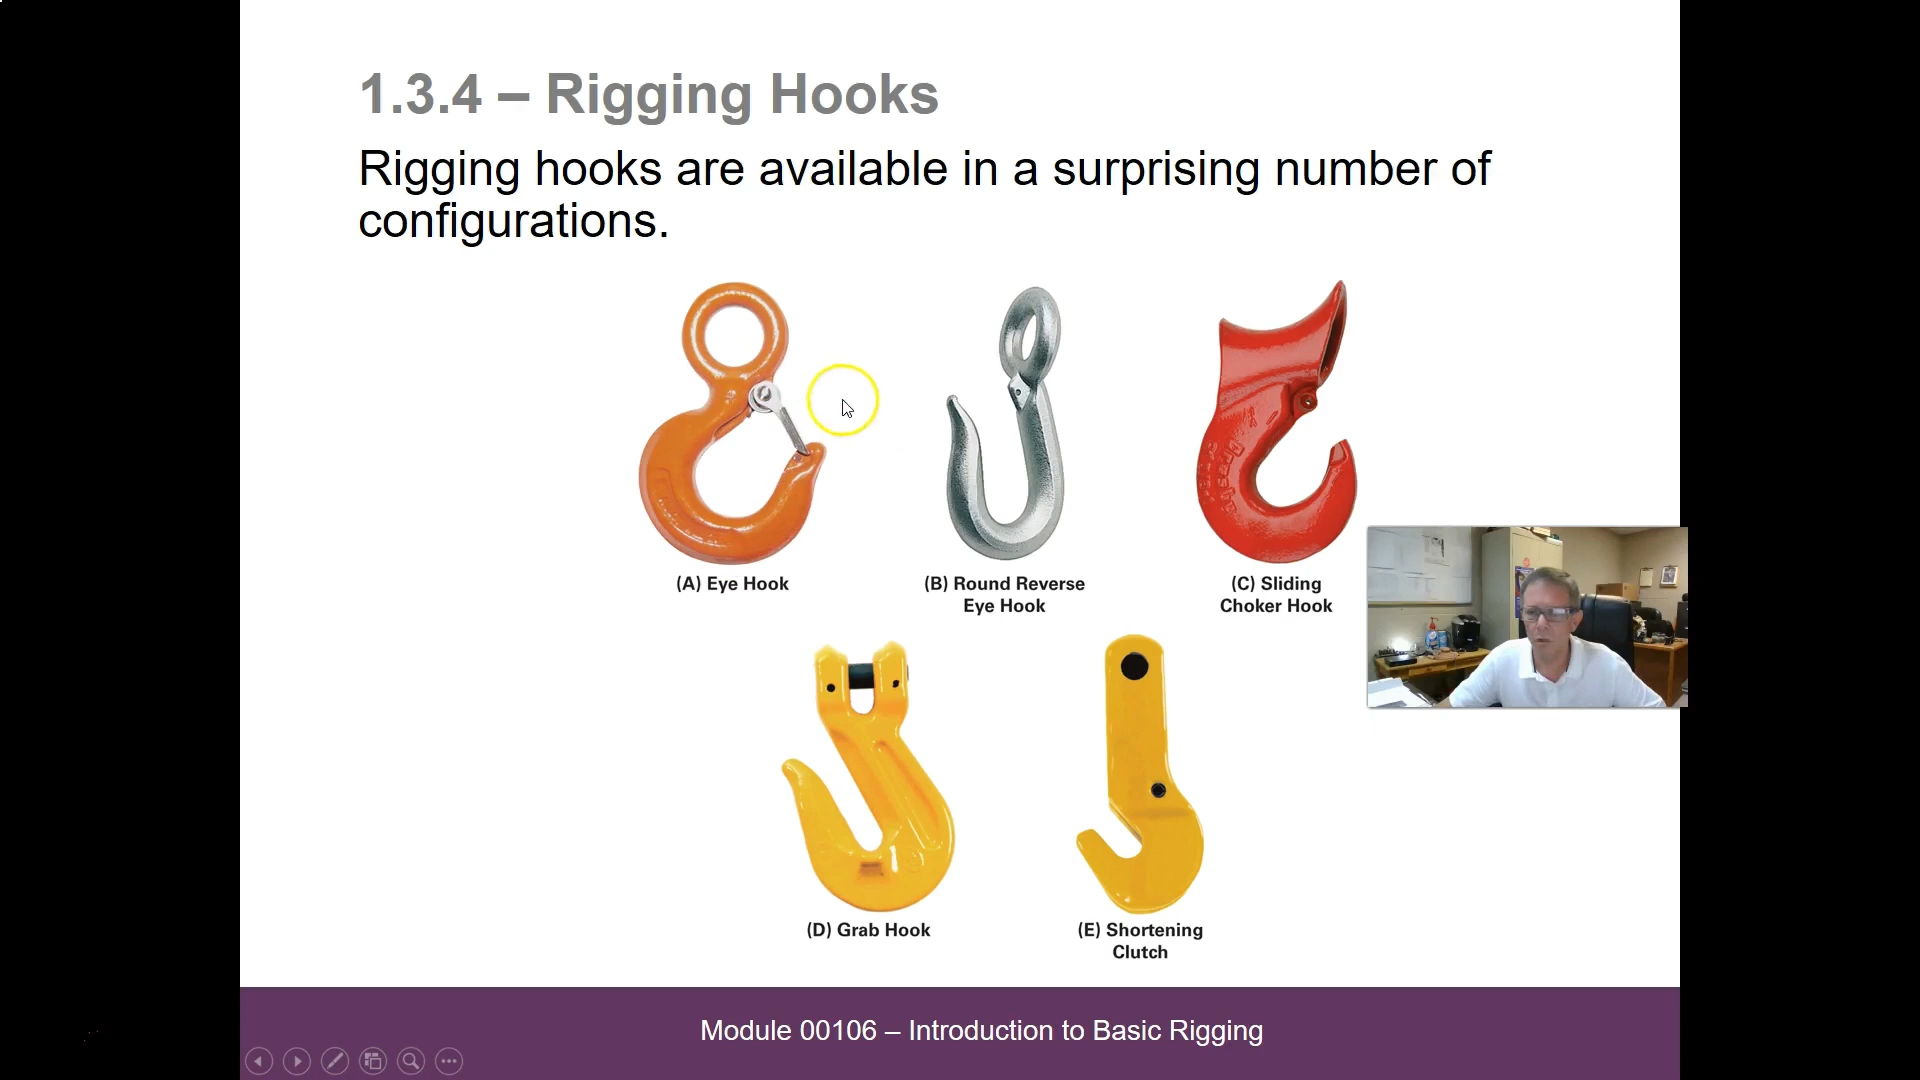 1.3.4 – Rigging Hooks
Rigging hooks are available in a surprising number of
configurations.
(A) Eye Hook
(B) Round Reverse
Eye Hook
(C) Sliding
Choker Hook
(D) Grab Hook
(E) Shortening
Clutch
Module 00106 – Introduction to Basic Rigging